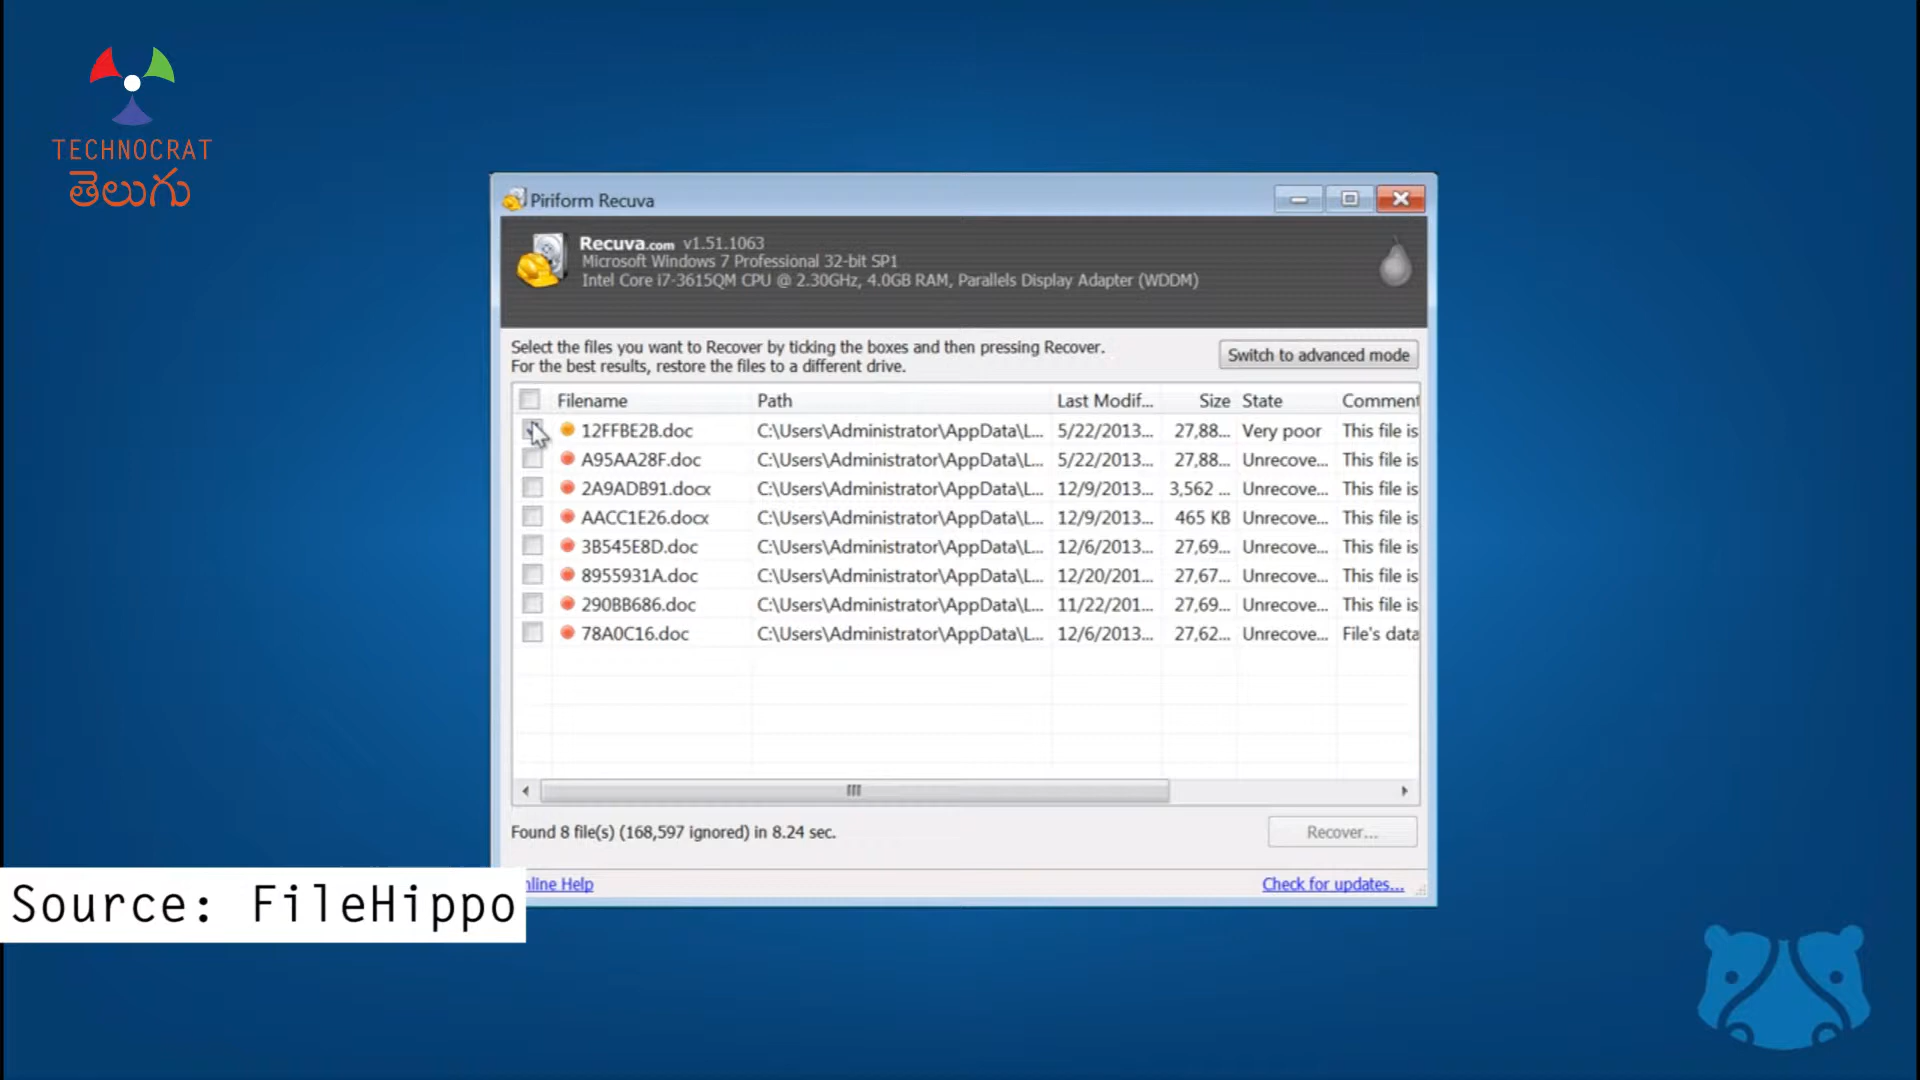 TECHNOCRAT
తెలుగు
Piriform Recuva
Recuva.com v1.51.1063
Microsoft Windows 7 Professional 32-bit SP1
Intel Core i7-3615QM CPU @ 2.30GHz, 4.0GB RAM, Parallels Display Adapter (WDDM)
Select the files you want to Recover by ticking the boxes and then pressing Recover.
For the best results, restore the files to a different drive.
Switch to advanced mode
Filename Path Last Modif... Size State Comment
12FFBE2B.doc C:\Users\Administrator\AppData\L... 5/22/2013... 27,88... Very poor This file is
A95AA28F.doc C:\Users\Administrator\AppData\L... 5/22/2013... 27,88... Unrecove... This file is
2A9ADB91.docx C:\Users\Administrator\AppData\L... 12/9/2013... 3,562 ... Unrecove... This file is
AACC1E26.docx C:\Users\Administrator\AppData\L... 12/9/2013... 465 KB Unrecove... This file is
3B545E8D.doc C:\Users\Administrator\AppData\L... 12/6/2013... 27,69... Unrecove... This file is
8955931A.doc C:\Users\Administrator\AppData\L... 12/20/201... 27,67... Unrecove... This file is
290BB686.doc C:\Users\Administrator\AppData\L... 11/22/201... 27,69... Unrecove... This file is
78A0C16.doc C:\Users\Administrator\AppData\L... 12/6/2013... 27,62... Unrecove... File's data
Found 8 file(s) (168,597 ignored) in 8.24 sec.
Recover...
nline Help
Check for updates...
Source: FileHippo